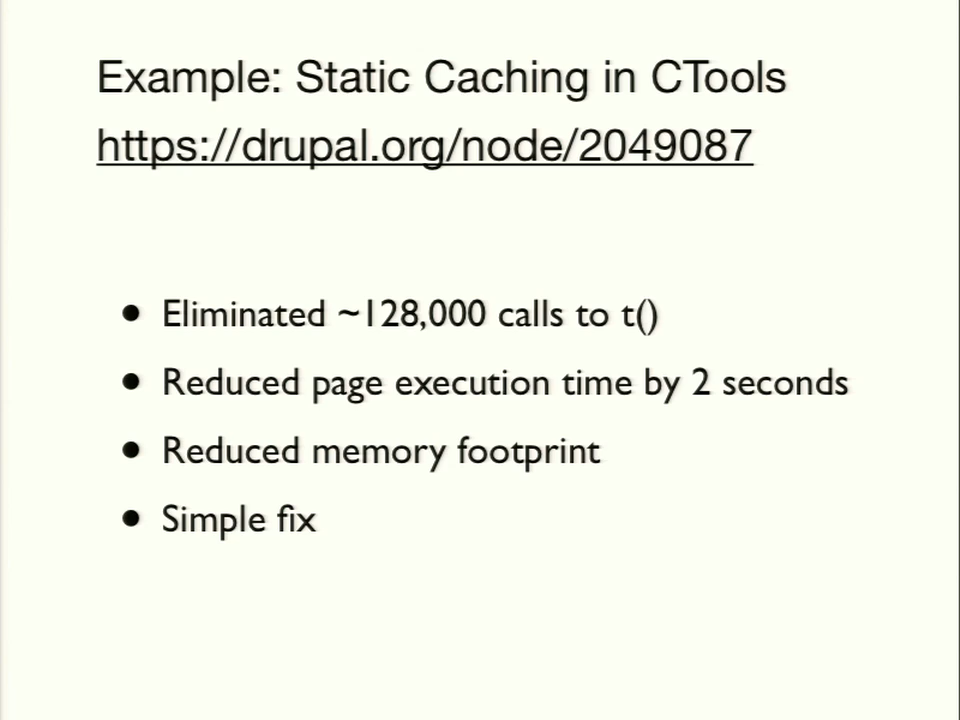 Example: Static Caching in CTools
https://drupal.org/node/2049087
• Eliminated ~128,000 calls to t()
• Reduced page execution time by 2 seconds
• Reduced memory footprint
• Simple fix